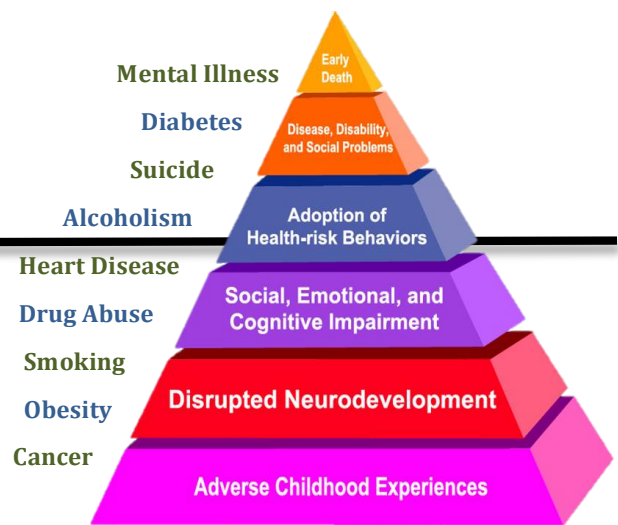 Early
Death
Mental Illness
Diabetes
Disease, Disability,
and Social Problems
Suicide
Alcoholism
Adoption of
Health-risk Behaviors
Heart Disease
Social, Emotional, and
Cognitive Impairment
Drug Abuse
Smoking
Disrupted Neurodevelopment
Obesity
Cancer
Adverse Childhood Experiences